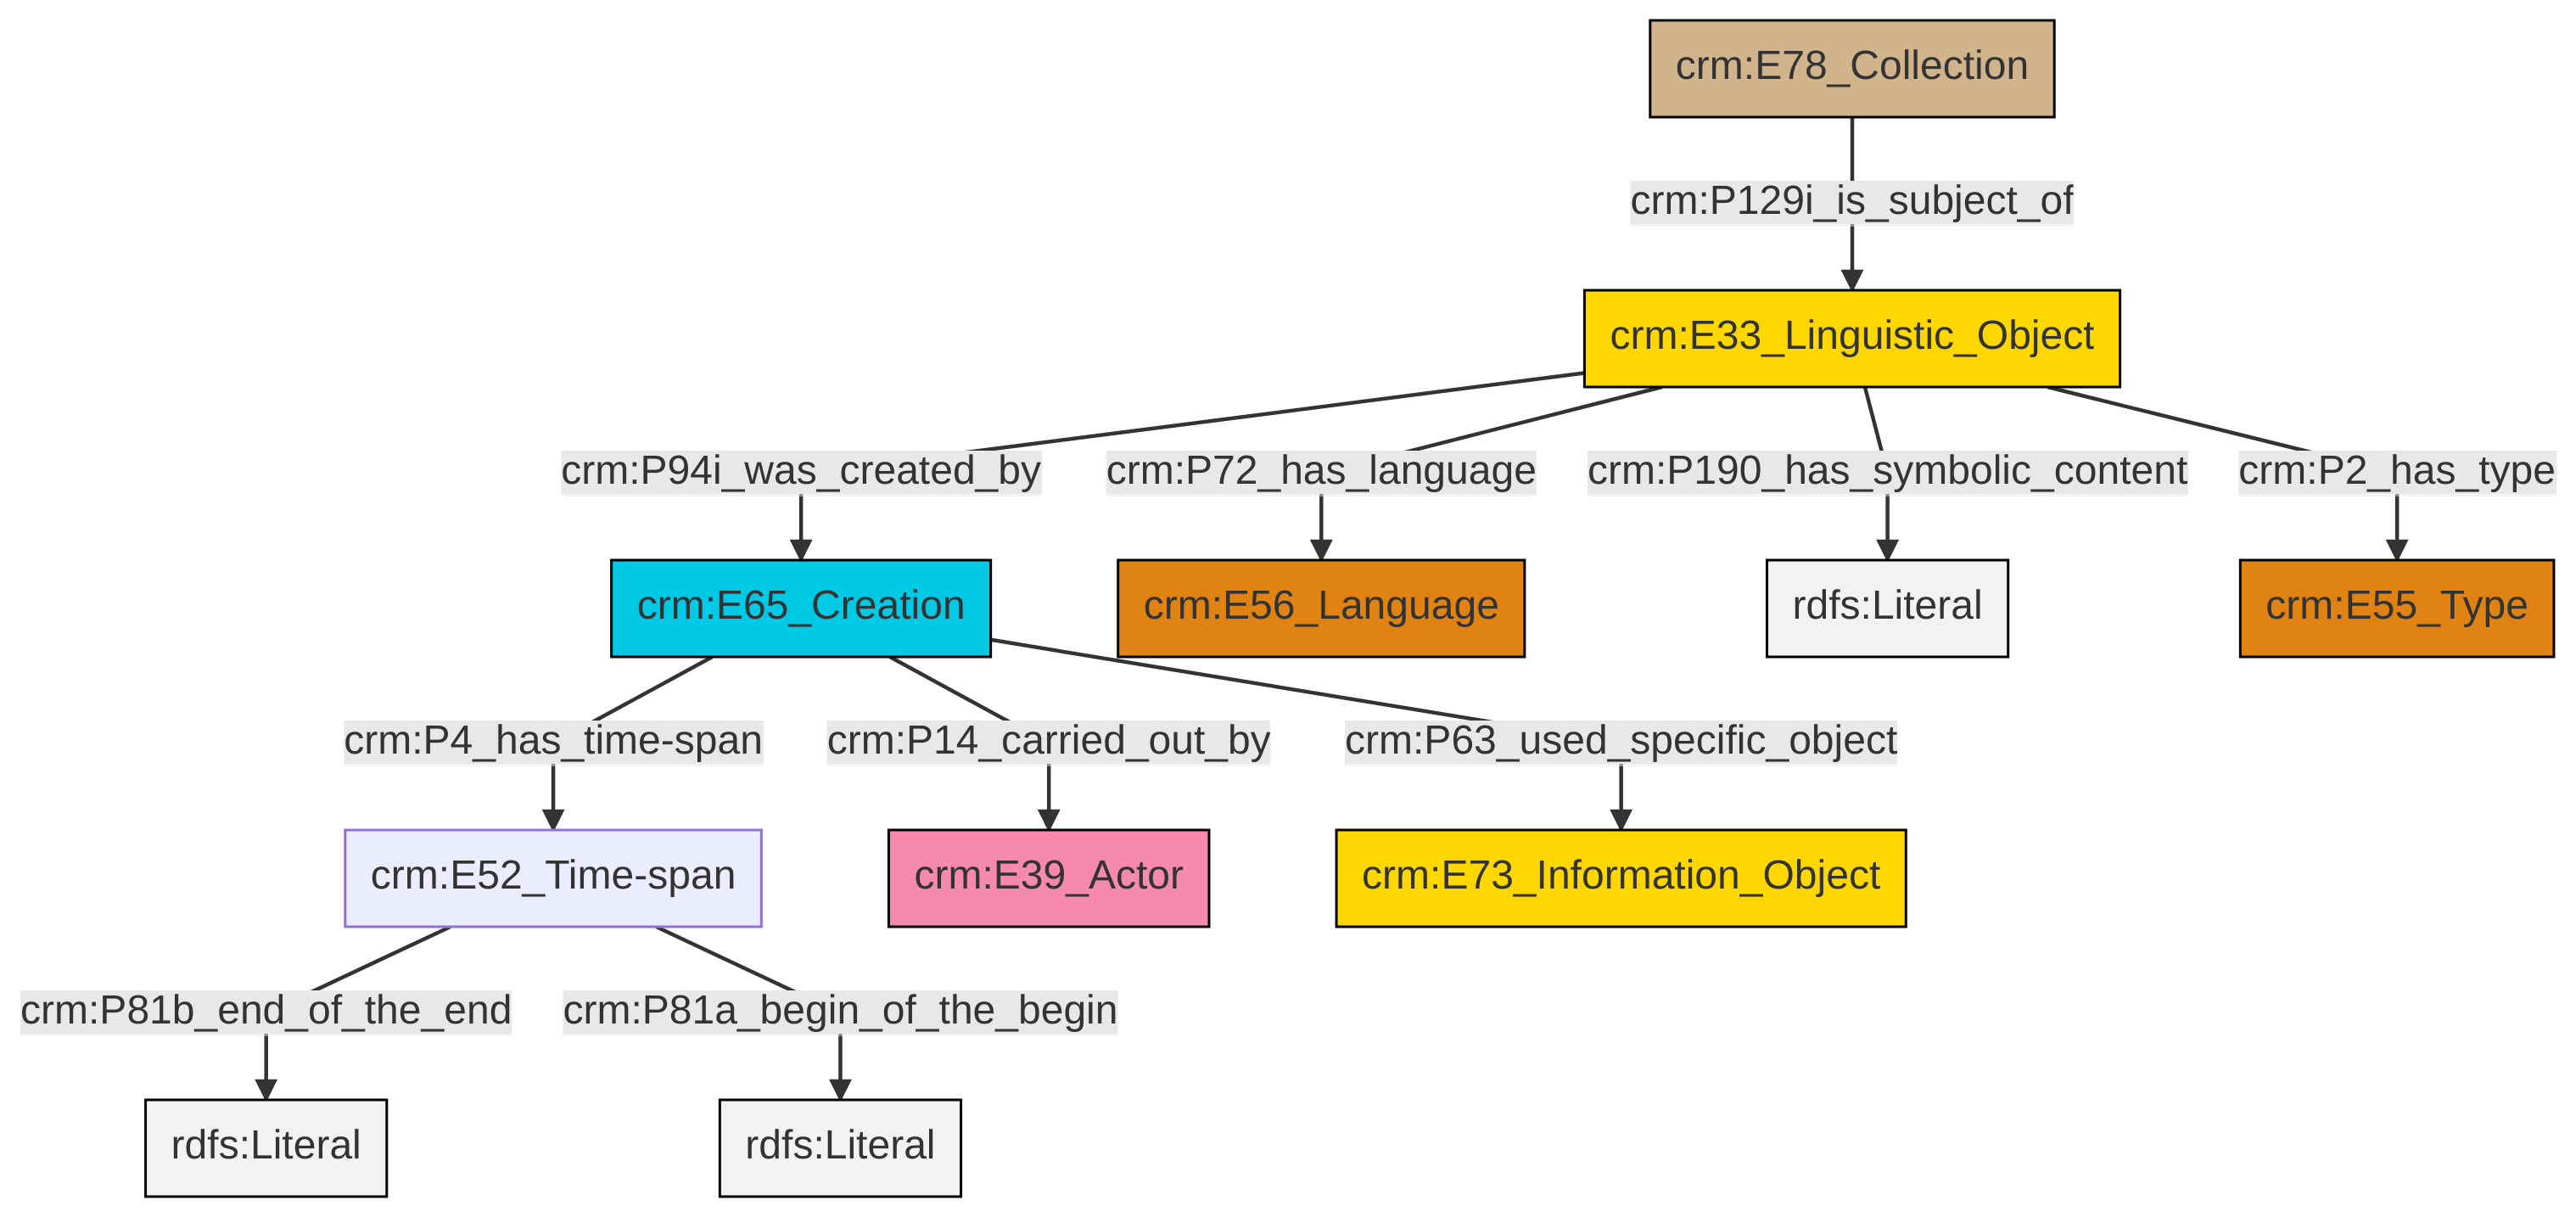 crm:E78_Collection
crm:P129i_is_subject_of
crm:E33_Linguistic_Object
crm:P94i_was_created_by
crm:P72_has_language
crm:P190_has_symbolic_content
crm:P2_has_type
crm:E65_Creation
crm:E56_Language
rdfs:Literal
crm:E55_Type
crm:P4_has_time-span
crm:P14_carried_out_by
crm:P63_used_specific_object
crm:E52_Time-span
crm:E39_Actor
crm:E73_Information_Object
crm:P81b_end_of_the_end
crm:P81a_begin_of_the_begin
rdfs:Literal
rdfs:Literal